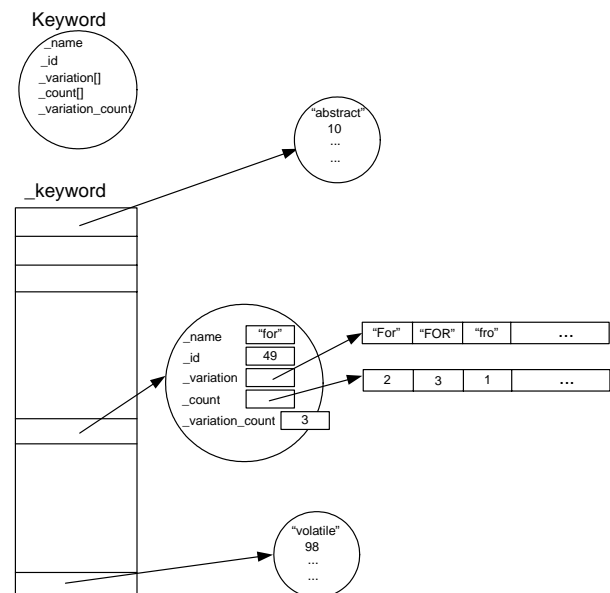 Keyword
_name
_id
_variation[]
_count[]
_variation_count
“abstract”
10
...
...
_keyword
_name “for”
_id 49
_variation
_count
_variation_count 3
“For” “FOR” “fro” ...
2 3 1 ...
“volatile”
98
...
...